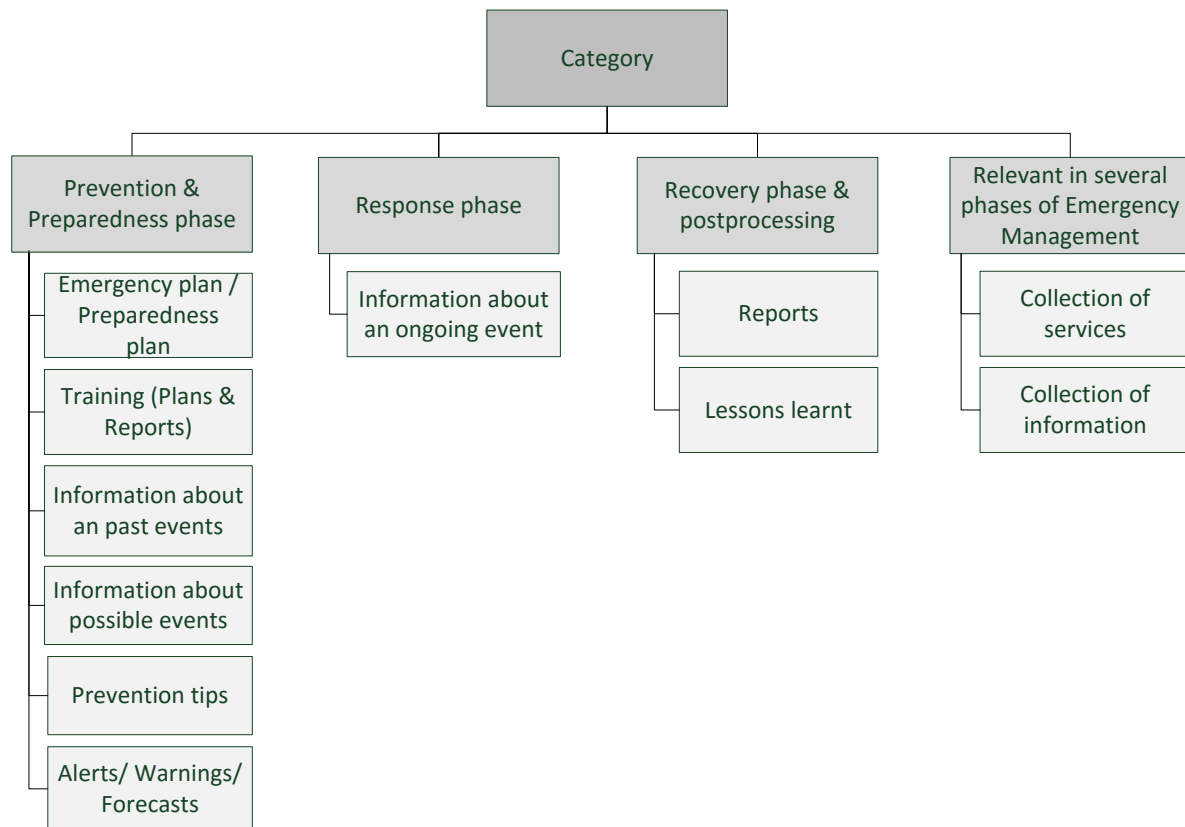 Category
Prevention &
Preparedness phase
Response phase
Recovery phase &
postprocessing
Relevant in several
phases of Emergency
Management
Emergency plan /
Preparedness
plan
Training (Plans &
Reports)
Information about
an past events
Information about
possible events
Prevention tips
Alerts/ Warnings/
Forecasts
Information about
an ongoing event
Reports
Lessons learnt
Collection of
services
Collection of
information